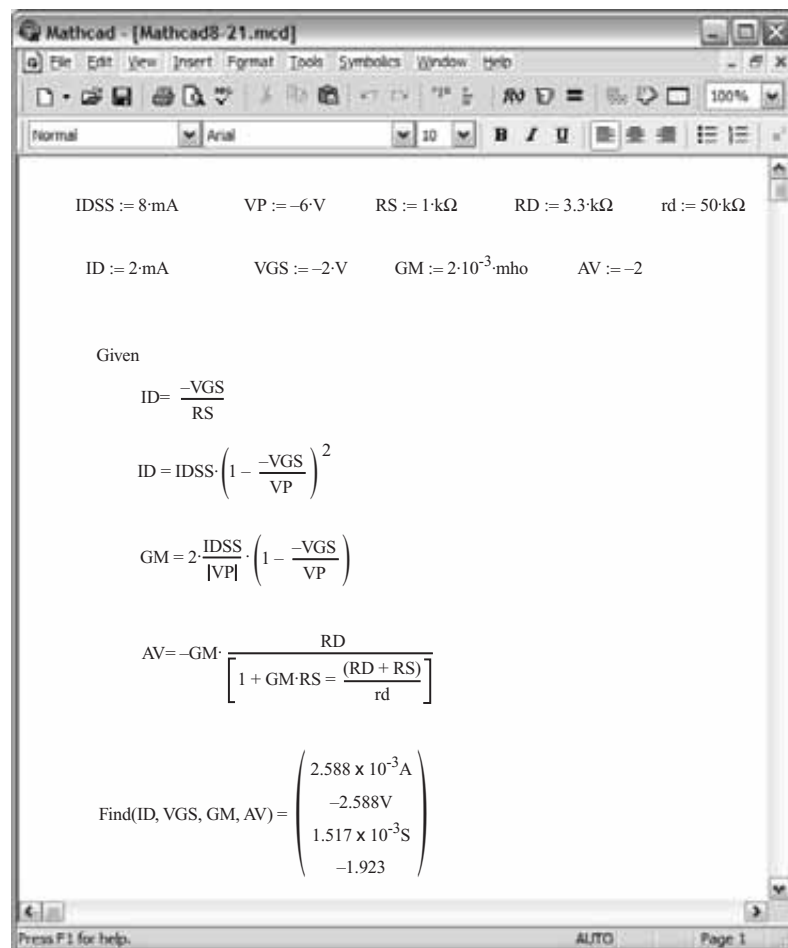 Mathcad - [Mathcad8-21.mcd]
File Edit View Insert Format Tools Symbolics Window Help
100%
Normal Arial 10 B I U
IDSS := 8·mA VP := –6·V RS := 1·kΩ RD := 3.3·kΩ rd := 50·kΩ
ID := 2·mA VGS := –2·V GM := 2·10^-3·mho AV := –2
Given
ID= –VGS / RS
ID = IDSS·(1 – –VGS / VP)^2
GM = 2·IDSS / |VP| ·(1 – –VGS / VP)
AV= –GM· RD / [1 + GM·RS = (RD + RS) / rd]
Find(ID, VGS, GM, AV) =
2.588 x 10^-3A
–2.588V
1.517 x 10^-3S
–1.923
Press F1 for help. AUTO Page 1